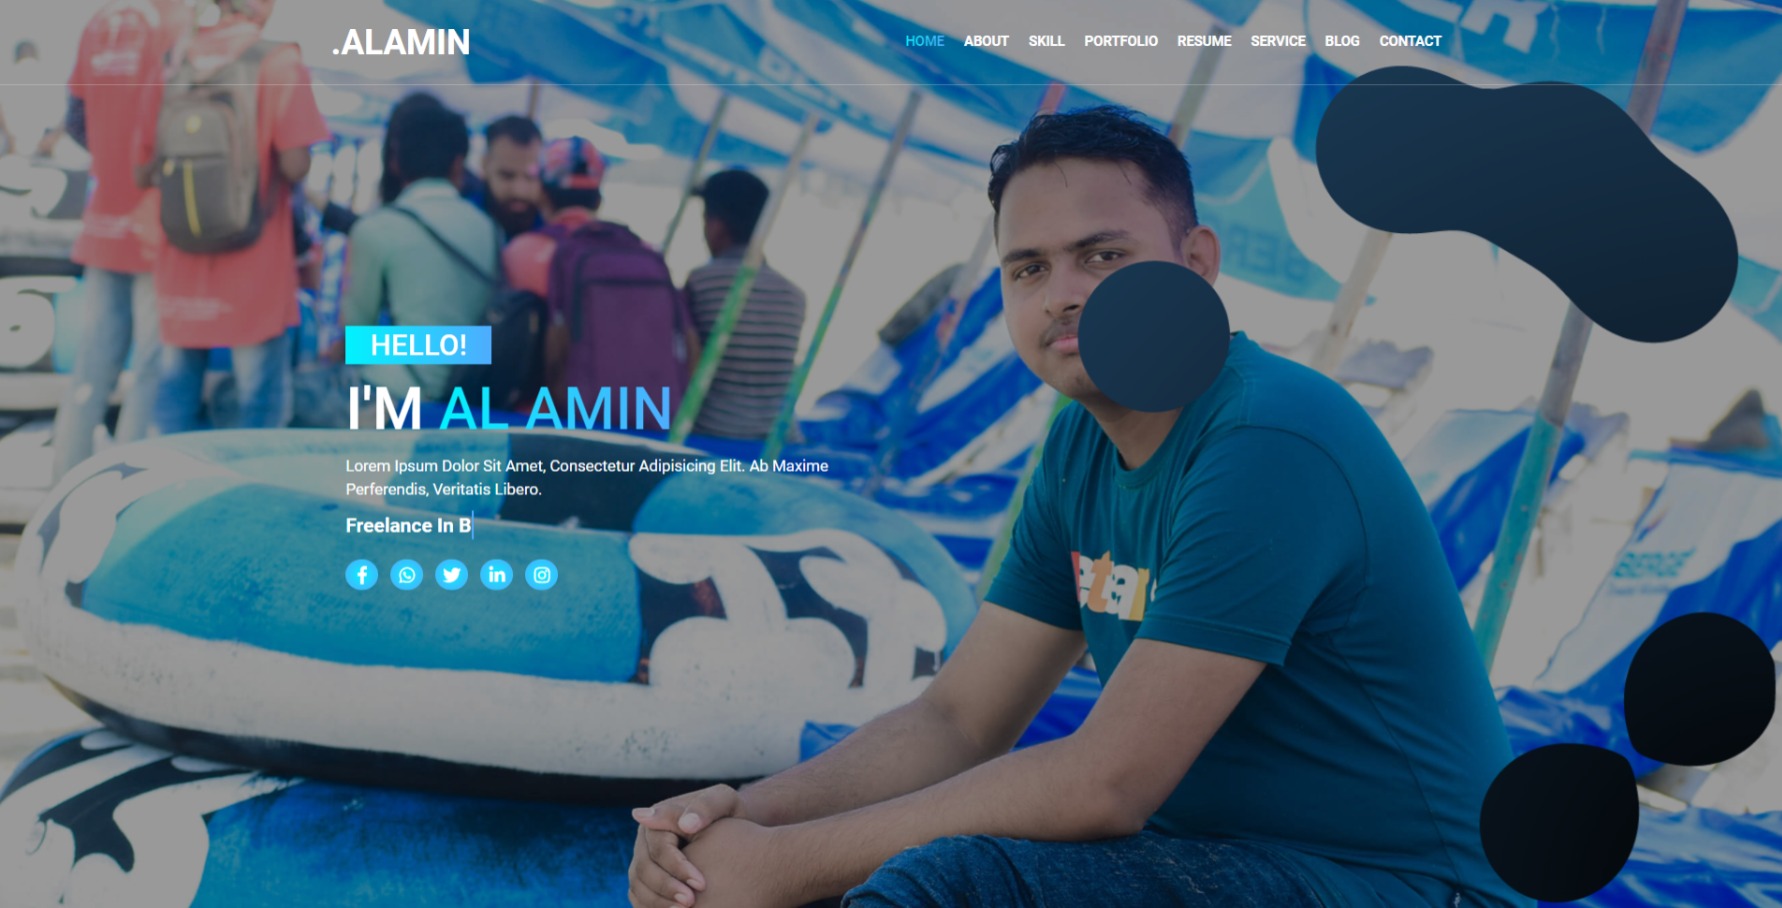 .ALAMIN
HOME ABOUT SKILL PORTFOLIO RESUME SERVICE BLOG CONTACT
HELLO!
I'M AL AMIN
Lorem Ipsum Dolor Sit Amet, Consectetur Adipisicing Elit. Ab Maxime
Perferendis, Veritatis Libero.
Freelance In B